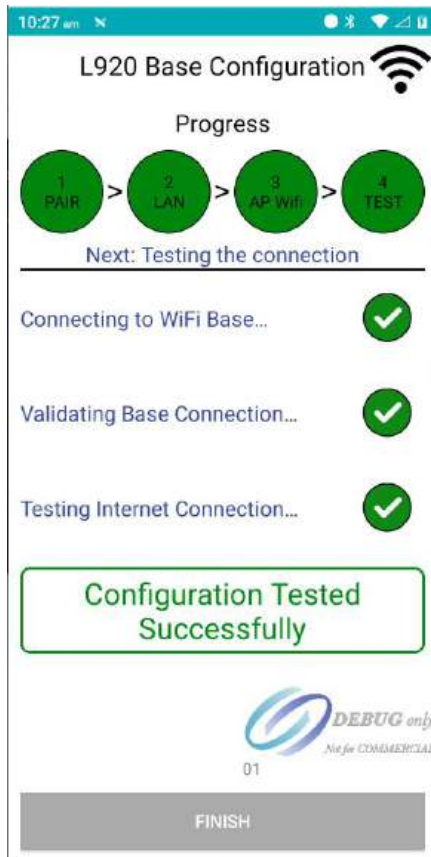 10:27 am
L920 Base Configuration
Progress
1
PAIR
>
2
LAN
>
3
AP Wifi
>
4
TEST
Next: Testing the connection
Connecting to WiFi Base...
Validating Base Connection...
Testing Internet Connection...
Configuration Tested
Successfully
DEBUG only
Not for COMMERCIAL
01
FINISH